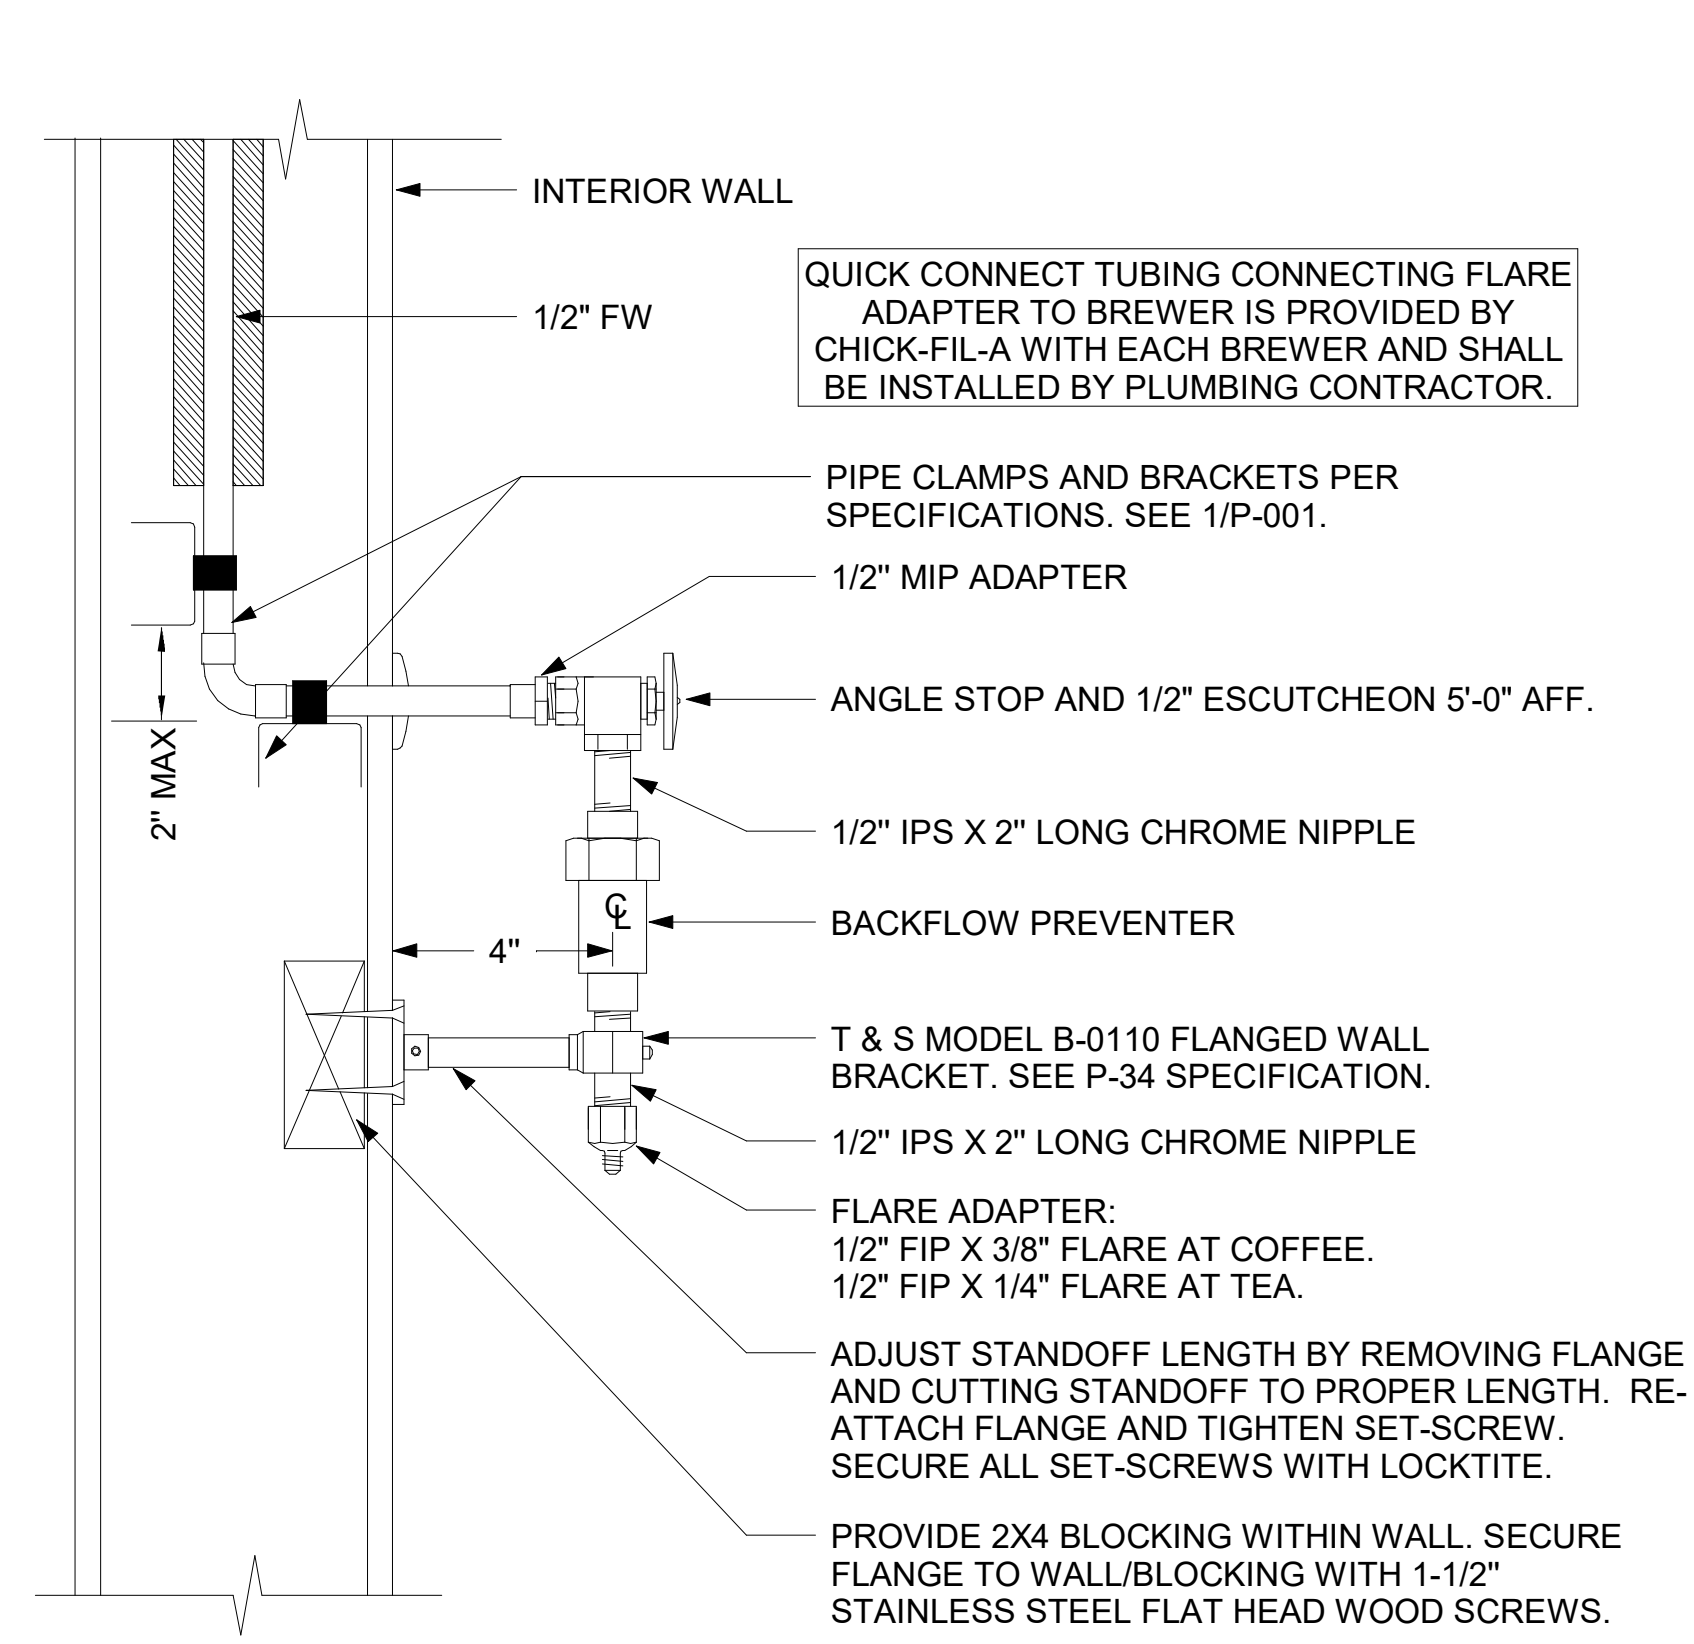 INTERIOR WALL
1/2" FW
QUICK CONNECT TUBING CONNECTING FLARE
ADAPTER TO BREWER IS PROVIDED BY
CHICK-FIL-A WITH EACH BREWER AND SHALL
BE INSTALLED BY PLUMBING CONTRACTOR.
PIPE CLAMPS AND BRACKETS PER
SPECIFICATIONS. SEE 1/P-001.
1/2" MIP ADAPTER
ANGLE STOP AND 1/2" ESCUTCHEON 5'-0" AFF.
2" MAX
1/2" IPS X 2" LONG CHROME NIPPLE
℄
BACKFLOW PREVENTER
4"
T & S MODEL B-0110 FLANGED WALL
BRACKET. SEE P-34 SPECIFICATION.
1/2" IPS X 2" LONG CHROME NIPPLE
FLARE ADAPTER:
1/2" FIP X 3/8" FLARE AT COFFEE.
1/2" FIP X 1/4" FLARE AT TEA.
ADJUST STANDOFF LENGTH BY REMOVING FLANGE
AND CUTTING STANDOFF TO PROPER LENGTH. RE-
ATTACH FLANGE AND TIGHTEN SET-SCREW.
SECURE ALL SET-SCREWS WITH LOCKTITE.
PROVIDE 2X4 BLOCKING WITHIN WALL. SECURE
FLANGE TO WALL/BLOCKING WITH 1-1/2"
STAINLESS STEEL FLAT HEAD WOOD SCREWS.